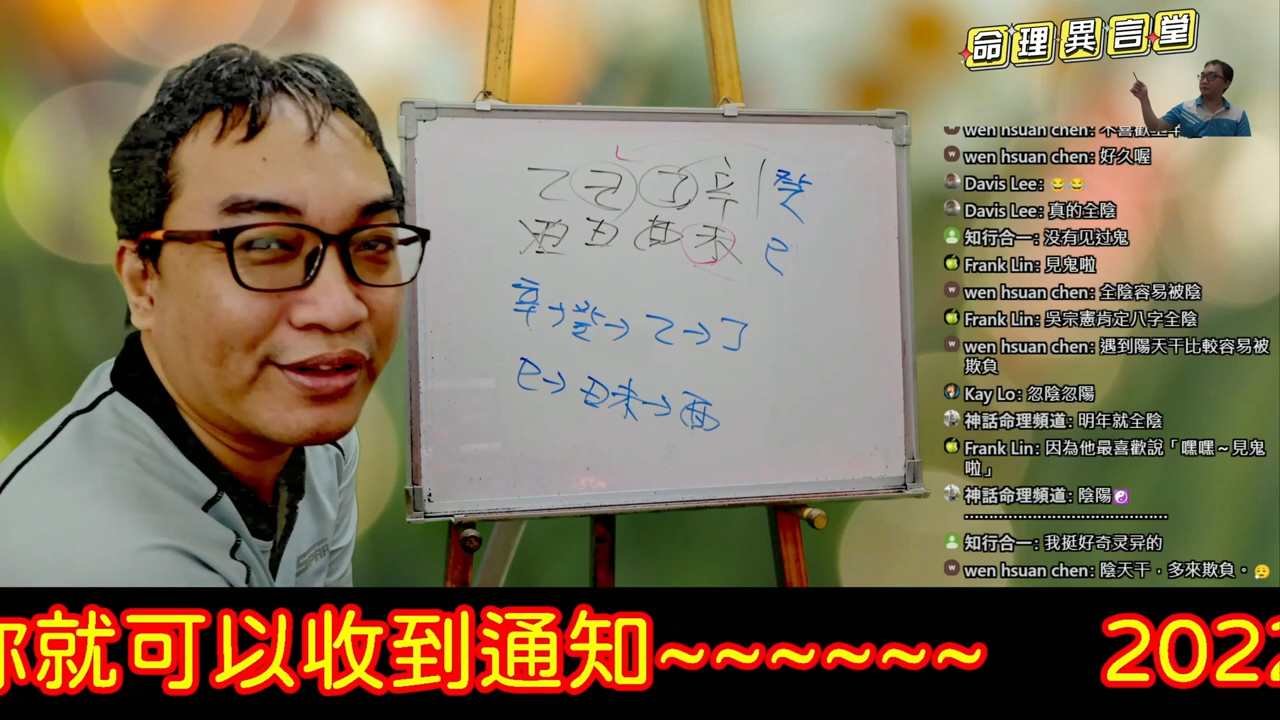 命理異言堂
乙 己 丁 辛 癸
丑 丑 酉 未 巳
辛→癸→乙→丁
巳→丑未→酉
SPAR
wen hsuan chen: 好久喔
Davis Lee: 😂 😂
Davis Lee: 真的全陰
知行合一: 没有见过鬼
Frank Lin: 見鬼啦
wen hsuan chen: 全陰容易被陰
Frank Lin: 吳宗憲肯定八字全陰
wen hsuan chen: 遇到陽天干比較容易被
欺負
Kay Lo: 忽陰忽陽
神話命理頻道: 明年就全陰
Frank Lin: 因為他最喜歡說「嘿嘿~見鬼
啦」
神話命理頻道: 陰陽☯
知行合一: 我挺好奇灵异的
wen hsuan chen: 陰天干，多來欺負。😥
你就可以收到通知~~~~~~ 2022